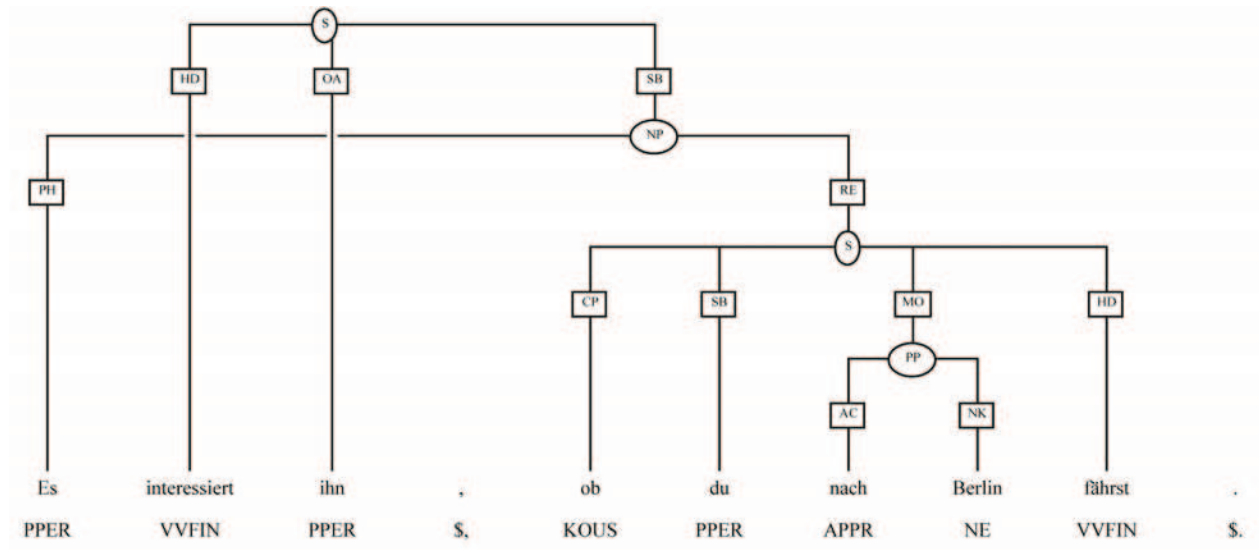 S
HD OA SB
NP
PH RE
S
CP SB MO HD
PP
AC NK
Es interessiert ihn , ob du nach Berlin fährst .
PPER VVFIN PPER $, KOUS PPER APPR NE VVFIN $.